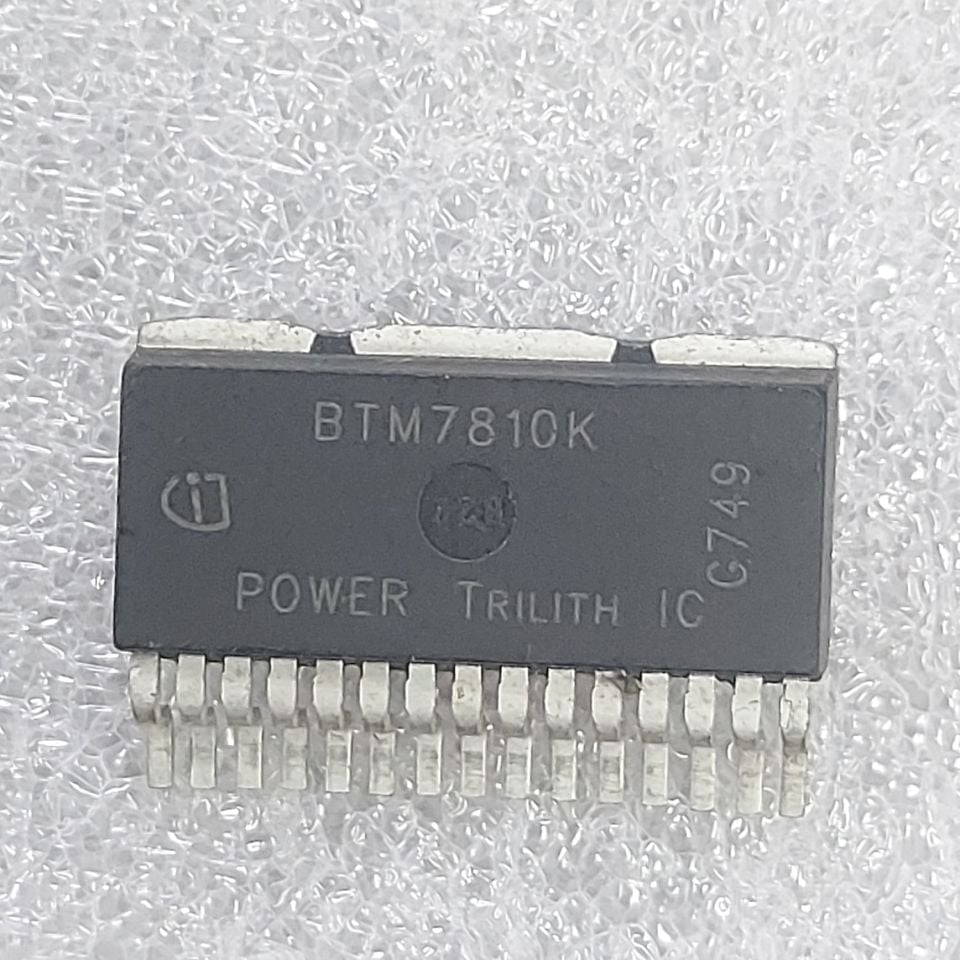 BTM7810K
POWER TRILITH IC
G749